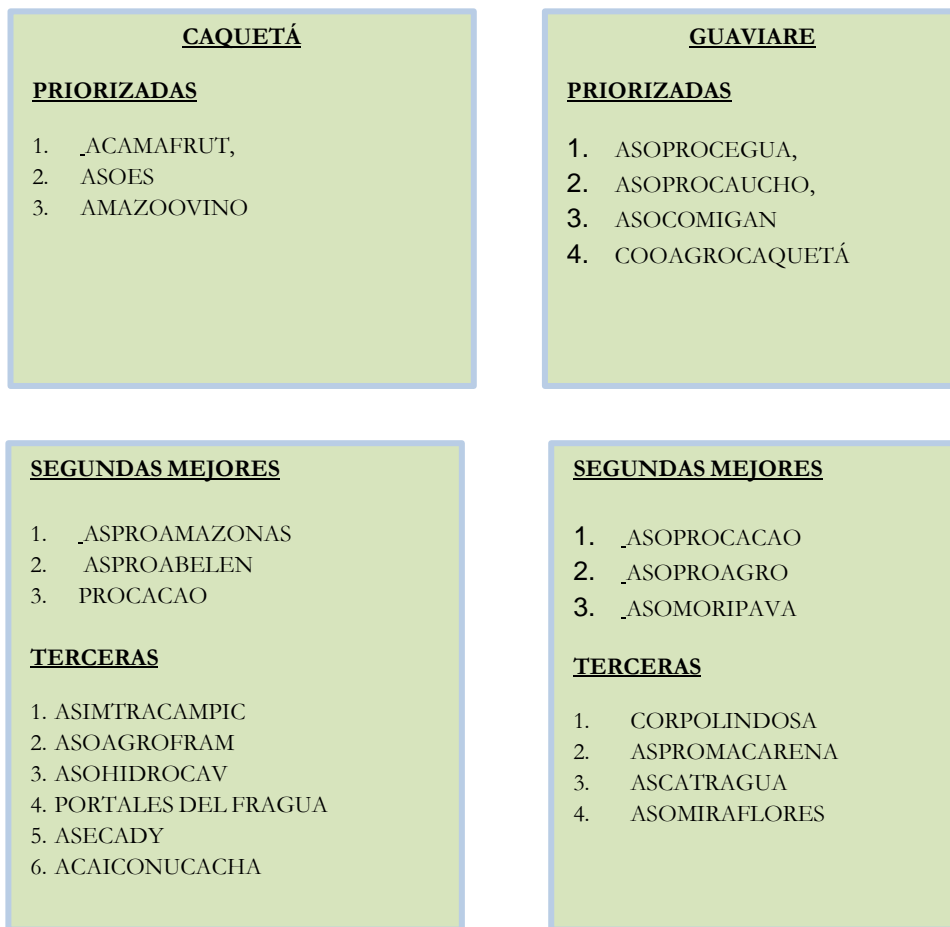 CAQUETÁ
PRIORIZADAS
1. ACAMAFRUT,
2. ASOES
3. AMAZOOVINO
GUAVIARE
PRIORIZADAS
1. ASOPROCEGUA,
2. ASOPROCAUCHO,
3. ASOCOMIGAN
4. COOAGROCAQUETÁ
SEGUNDAS MEJORES
1. ASPROAMAZONAS
2. ASPROABELEN
3. PROCACAO
TERCERAS
1. ASIMTRACAMPIC
2. ASOAGROFRAM
3. ASOHIDROCAV
4. PORTALES DEL FRAGUA
5. ASECADY
6. ACAICONUCACHA
SEGUNDAS MEJORES
1. ASOPROCACAO
2. ASOPROAGRO
3. ASOMORIPAVA
TERCERAS
1. CORPOLINDOSA
2. ASPROMACARENA
3. ASCATRAGUA
4. ASOMIRAFLORES